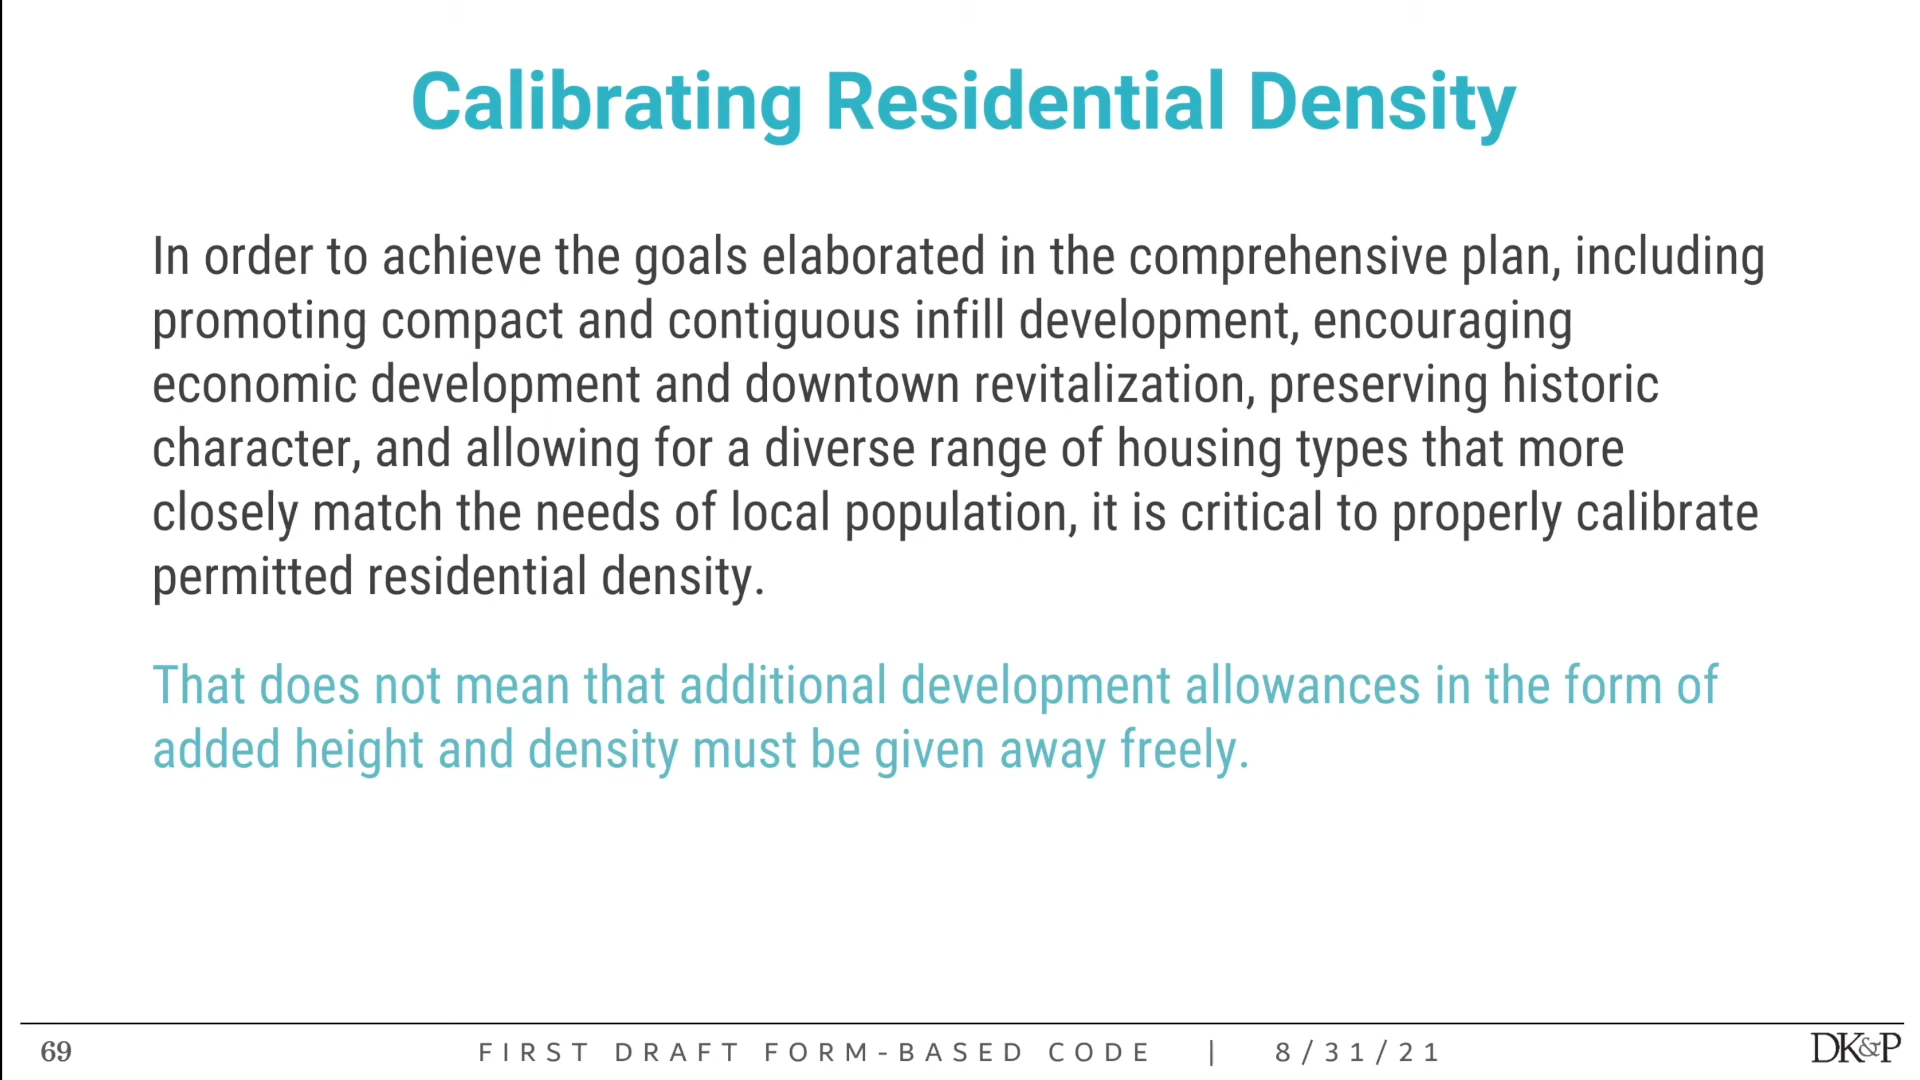 Calibrating Residential Density
In order to achieve the goals elaborated in the comprehensive plan, including
promoting compact and contiguous infill development, encouraging
economic development and downtown revitalization, preserving historic
character, and allowing for a diverse range of housing types that more
closely match the needs of local population, it is critical to properly calibrate
permitted residential density.
That does not mean that additional development allowances in the form of
added height and density must be given away freely.
69
FIRST DRAFT FORM-BASED CODE | 8/31/21
DK&P